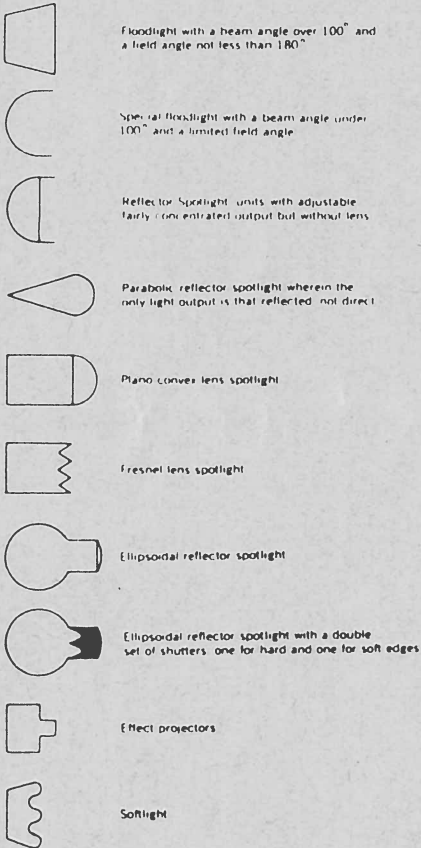 Floodlight with a beam angle over 100° and
a field angle not less than 180°
Special floodlight with a beam angle under
100° and a limited field angle
Reflector Spotlight units with adjustable
fairly concentrated output but without lens
Parabolic reflector spotlight wherein the
only light output is that reflected not direct
Plano convex lens spotlight
Fresnel lens spotlight
Ellipsoidal reflector spotlight
Ellipsoidal reflector spotlight with a double
set of shutters one for hard and one for soft edges
Effect projectors
Softlight